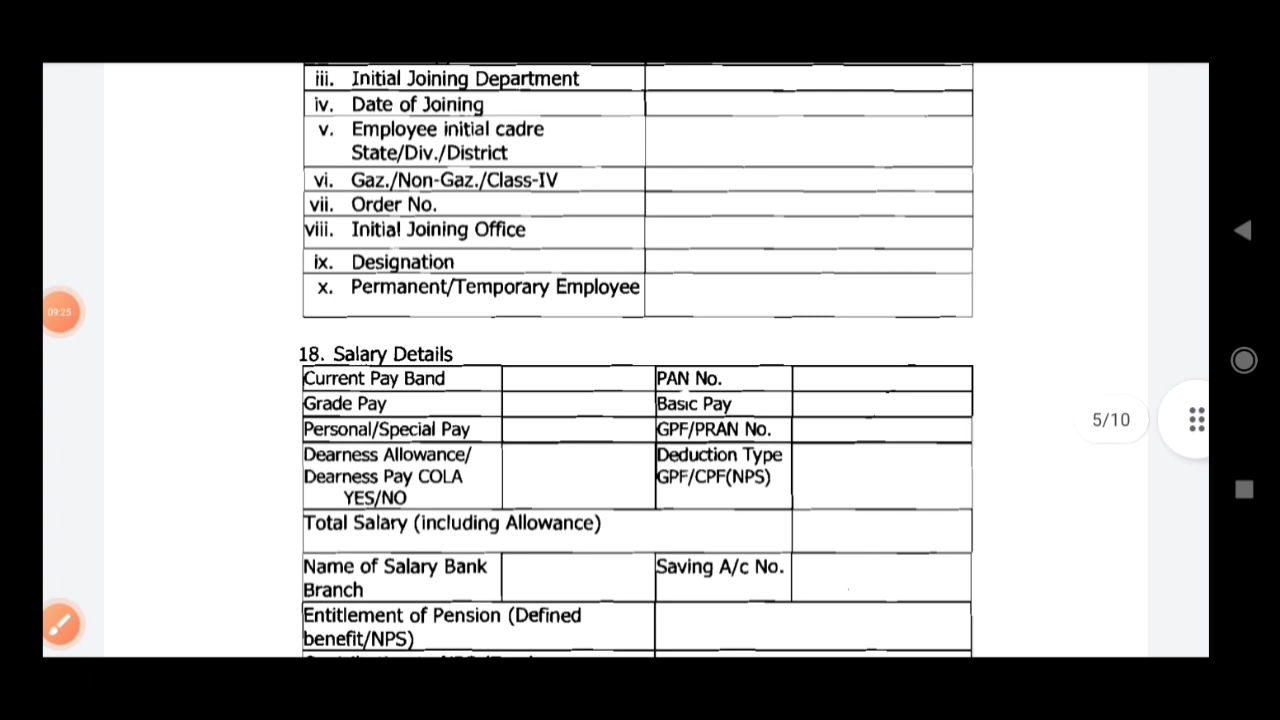 iii. Initial Joining Department
iv. Date of Joining
v. Employee initial cadre
State/Div./District
vi. Gaz./Non-Gaz./Class-IV
vii. Order No.
viii. Initial Joining Office
ix. Designation
x. Permanent/Temporary Employee
09:25
18. Salary Details
Current Pay Band PAN No.
Grade Pay Basic Pay
5/10
Personal/Special Pay GPF/PRAN No.
Dearness Allowance/ Deduction Type
Dearness Pay COLA GPF/CPF(NPS)
YES/NO
Total Salary (including Allowance)
Name of Salary Bank Saving A/c No.
Branch
Entitlement of Pension (Defined
benefit/NPS)